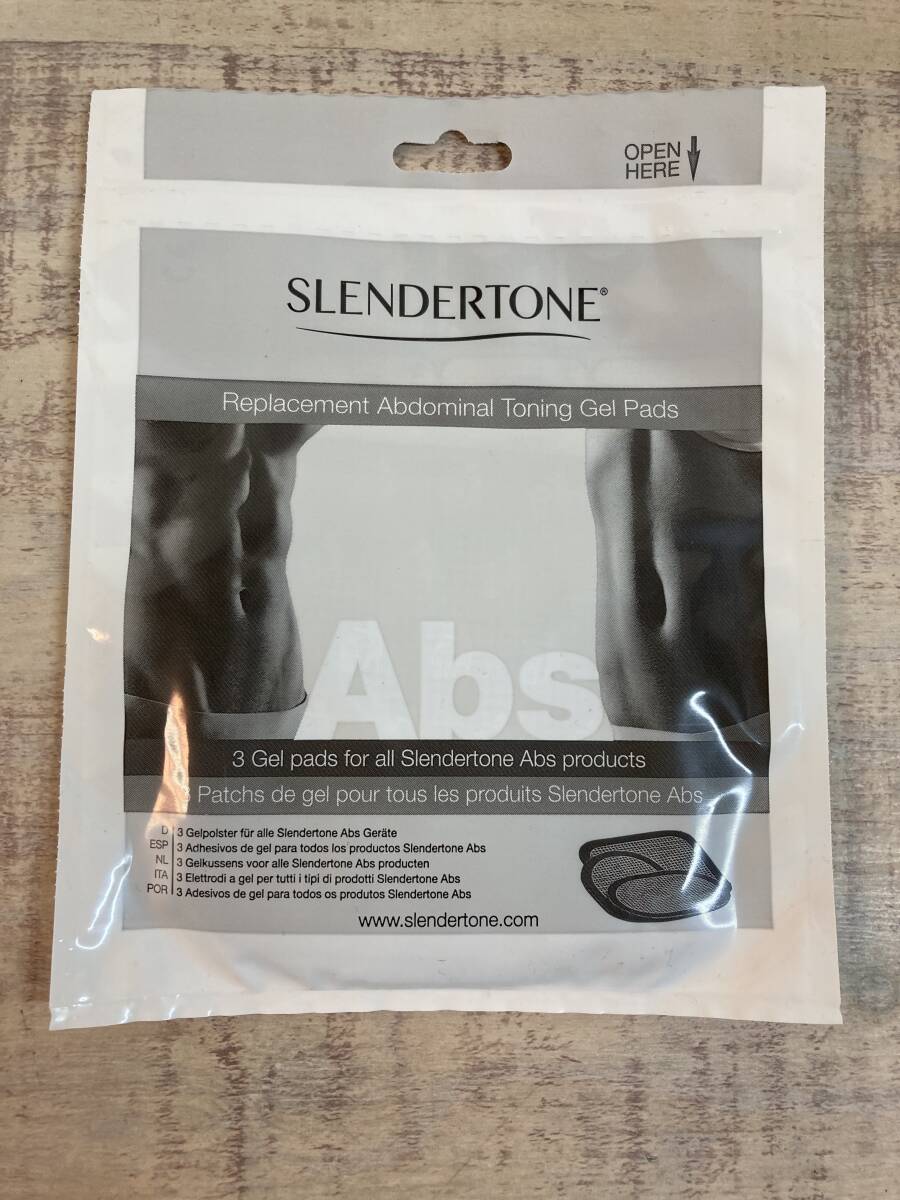 OPEN
HERE
SLENDERTONE®
Replacement Abdominal Toning Gel Pads
Abs
3 Gel pads for all Slendertone Abs products
Patchs de gel pour tous les produits Slendertone Abs
D 3 Gelpolster für alle Slendertone Abs Geräte
ESP 3 Adhesivos de gel para todos los productos Slendertone Abs
NL 3 Gelkussens voor alle Slendertone Abs producten
ITA 3 Elettrodi a gel per tutti i tipi di prodotti Slendertone Abs
POR 3 Adesivos de gel para todos os produtos Slendertone Abs
www.slendertone.com